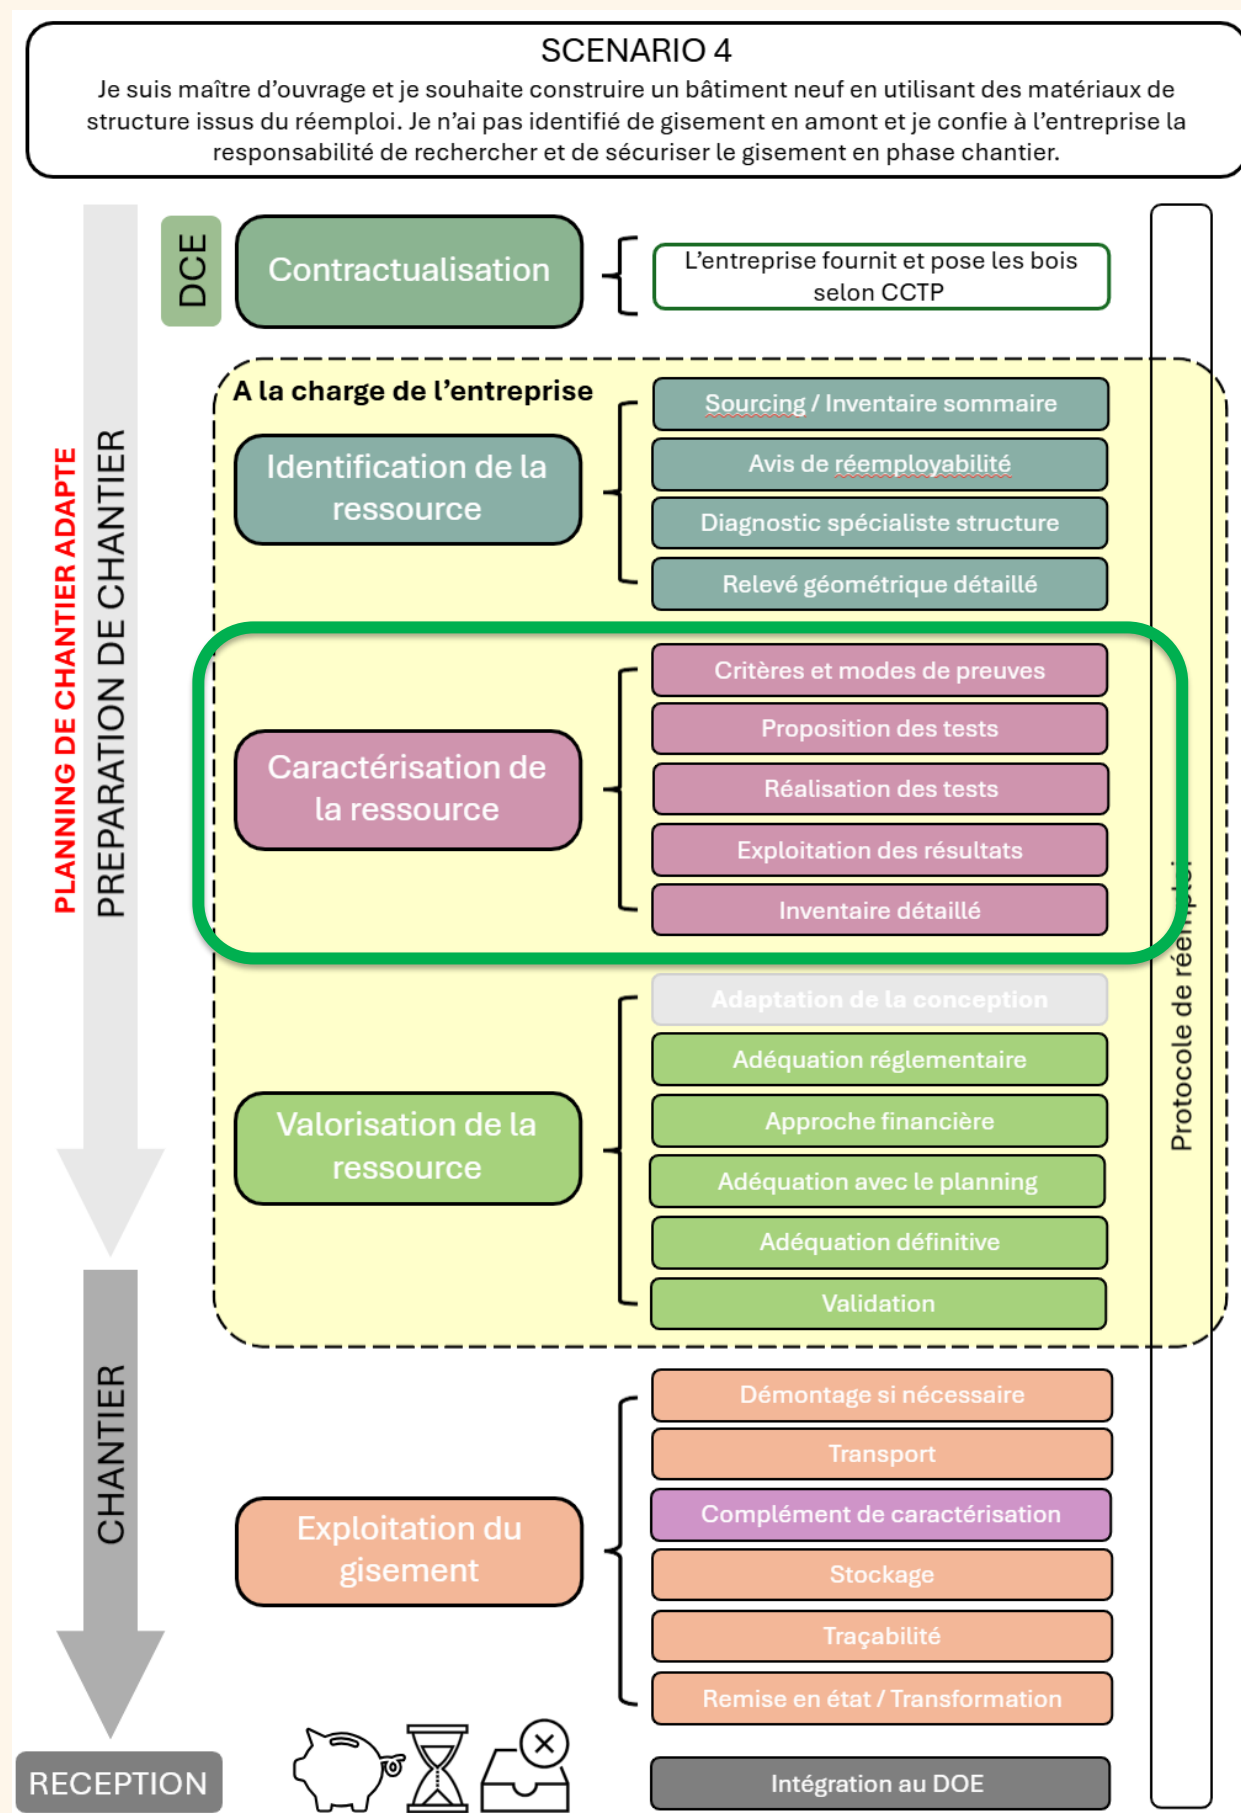 SCENARIO 4
Je suis maître d’ouvrage et je souhaite construire un bâtiment neuf en utilisant des matériaux de
structure issus du réemploi. Je n’ai pas identifié de gisement en amont et je confie à l’entreprise la
responsabilité de rechercher et de sécuriser le gisement en phase chantier.
DCE
Contractualisation
L’entreprise fournit et pose les bois
selon CCTP
PLANNING DE CHANTIER ADAPTE
PREPARATION DE CHANTIER
A la charge de l’entreprise
Identification de la
ressource
Sourcing / Inventaire sommaire
Avis de réemployabilité
Diagnostic spécialiste structure
Relevé géométrique détaillé
Caractérisation de
la ressource
Critères et modes de preuves
Proposition des tests
Réalisation des tests
Exploitation des résultats
Inventaire détaillé
Valorisation de la
ressource
Adaptation de la conception
Adéquation réglementaire
Approche financière
Adéquation avec le planning
Adéquation définitive
Validation
Protocole de réemploi
CHANTIER
Exploitation du
gisement
Démontage si nécessaire
Transport
Complément de caractérisation
Stockage
Traçabilité
Remise en état / Transformation
RECEPTION
Intégration au DOE